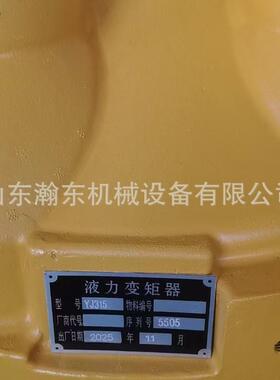 山东瀚东机械设备有限公
液力变矩器
型 号 YJ315 物料编号
厂商代号 序列号 5505
出厂日期 2025 年 11 月